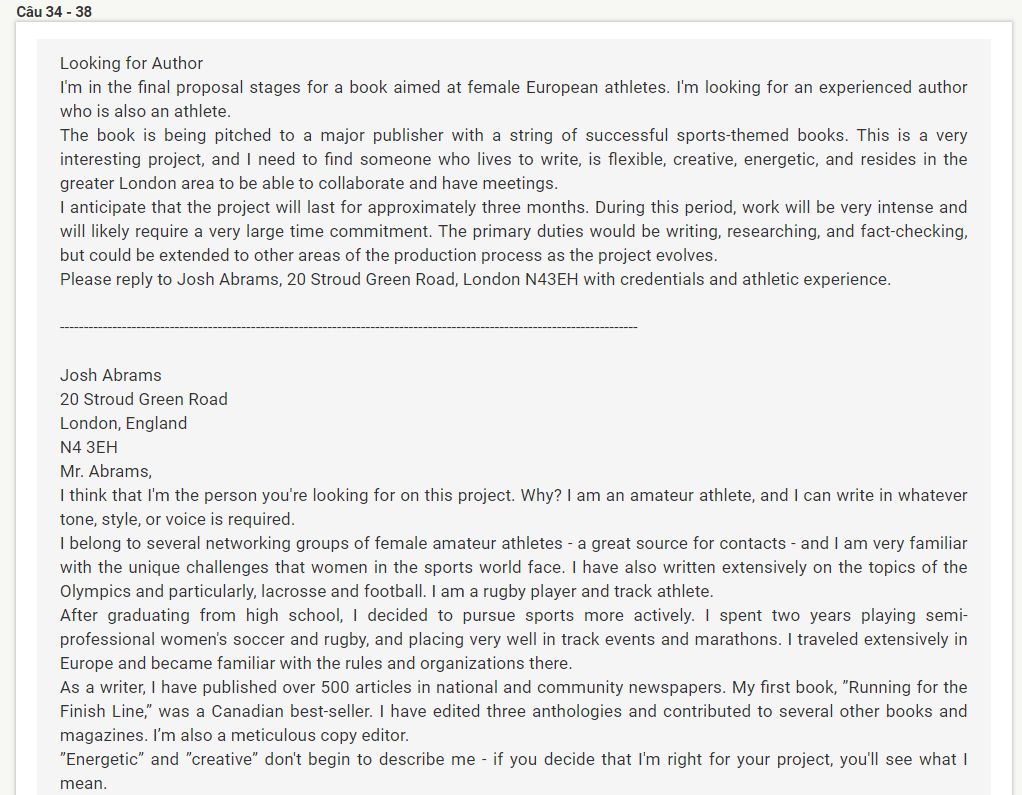 Câu 34 - 38
Looking for Author
I'm in the final proposal stages for a book aimed at female European athletes. I'm looking for an experienced author
who is also an athlete.
The book is being pitched to a major publisher with a string of successful sports-themed books. This is a very
interesting project, and I need to find someone who lives to write, is flexible, creative, energetic, and resides in the
greater London area to be able to collaborate and have meetings.
I anticipate that the project will last for approximately three months. During this period, work will be very intense and
will likely require a very large time commitment. The primary duties would be writing, researching, and fact-checking,
but could be extended to other areas of the production process as the project evolves.
Please reply to Josh Abrams, 20 Stroud Green Road, London N43EH with credentials and athletic experience.
------------------------------------------------------------------------------------------------------------------------
Josh Abrams
20 Stroud Green Road
London, England
N4 3EH
Mr. Abrams,
I think that I'm the person you're looking for on this project. Why? I am an amateur athlete, and I can write in whatever
tone, style, or voice is required.
I belong to several networking groups of female amateur athletes - a great source for contacts - and I am very familiar
with the unique challenges that women in the sports world face. I have also written extensively on the topics of the
Olympics and particularly, lacrosse and football. I am a rugby player and track athlete.
After graduating from high school, I decided to pursue sports more actively. I spent two years playing semi-
professional women's soccer and rugby, and placing very well in track events and marathons. I traveled extensively in
Europe and became familiar with the rules and organizations there.
As a writer, I have published over 500 articles in national and community newspapers. My first book, ”Running for the
Finish Line,” was a Canadian best-seller. I have edited three anthologies and contributed to several other books and
magazines. I’m also a meticulous copy editor.
”Energetic” and ”creative” don't begin to describe me - if you decide that I'm right for your project, you'll see what I
mean.